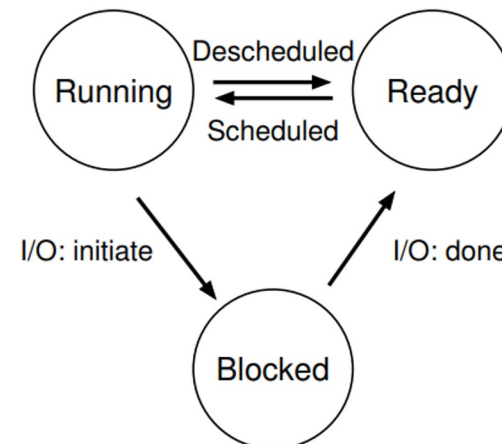 Descheduled
Running
Ready
Scheduled
I/O: initiate
I/O: done
Blocked